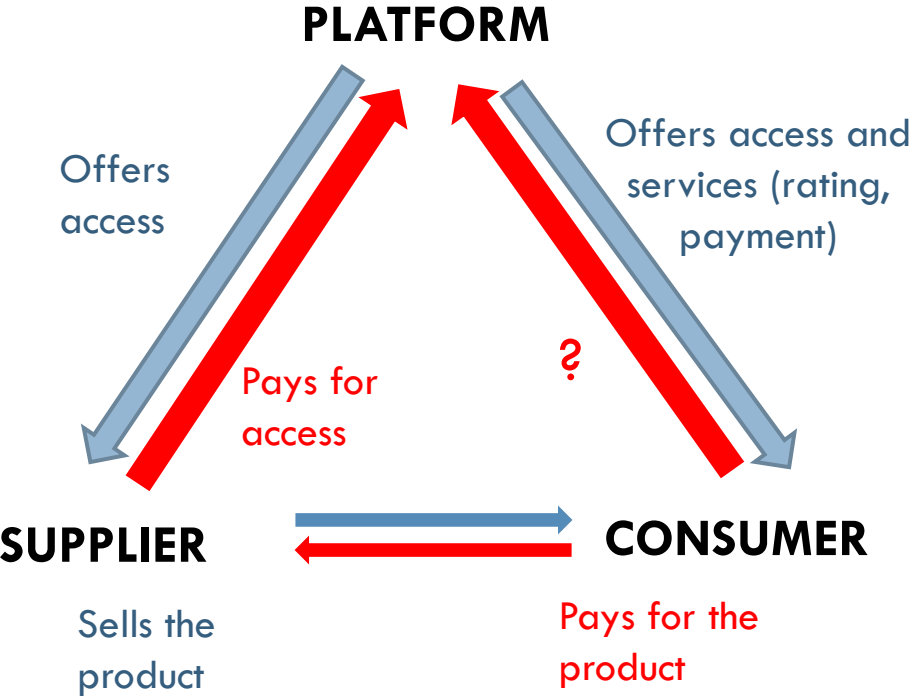 PLATFORM
Offers
access
Offers access and
services (rating,
payment)
Pays for
access
?
SUPPLIER
CONSUMER
Sells the
product
Pays for the
product